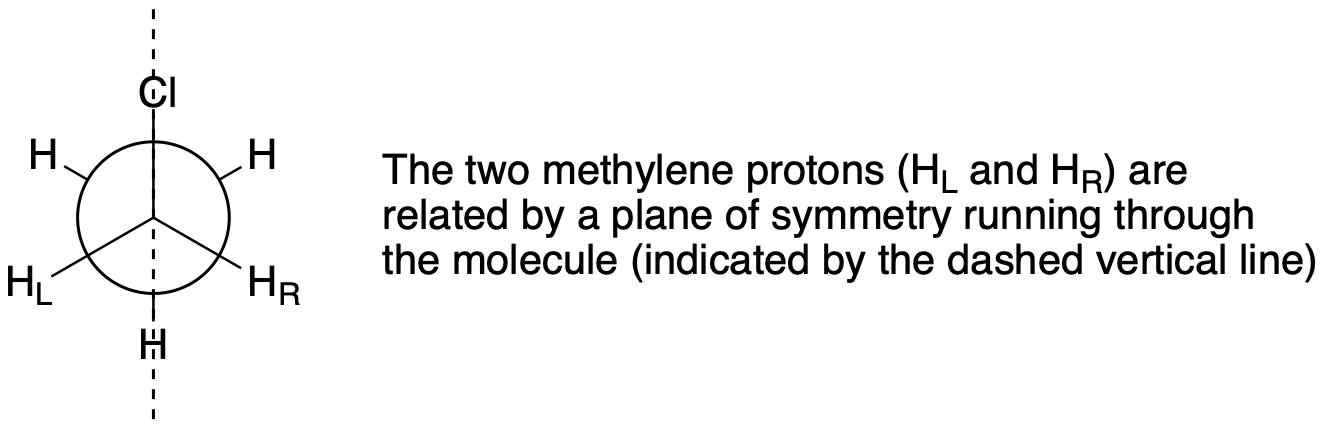 Cl
H H
The two methylene protons (H_L and H_R) are
related by a plane of symmetry running through
the molecule (indicated by the dashed vertical line)
H_L H_R
H